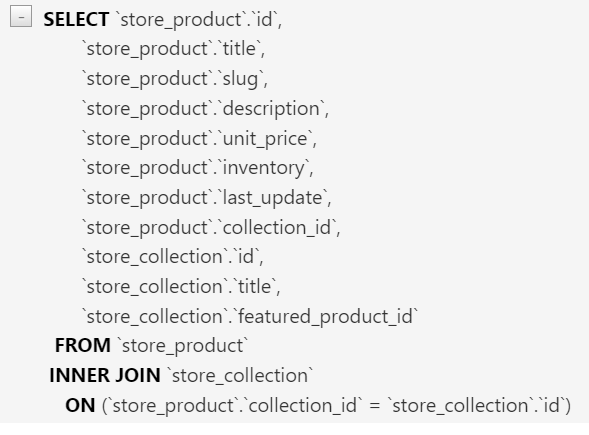 - SELECT `store_product`.`id`,
`store_product`.`title`,
`store_product`.`slug`,
`store_product`.`description`,
`store_product`.`unit_price`,
`store_product`.`inventory`,
`store_product`.`last_update`,
`store_product`.`collection_id`,
`store_collection`.`id`,
`store_collection`.`title`,
`store_collection`.`featured_product_id`
FROM `store_product`
INNER JOIN `store_collection`
ON (`store_product`.`collection_id` = `store_collection`.`id`)